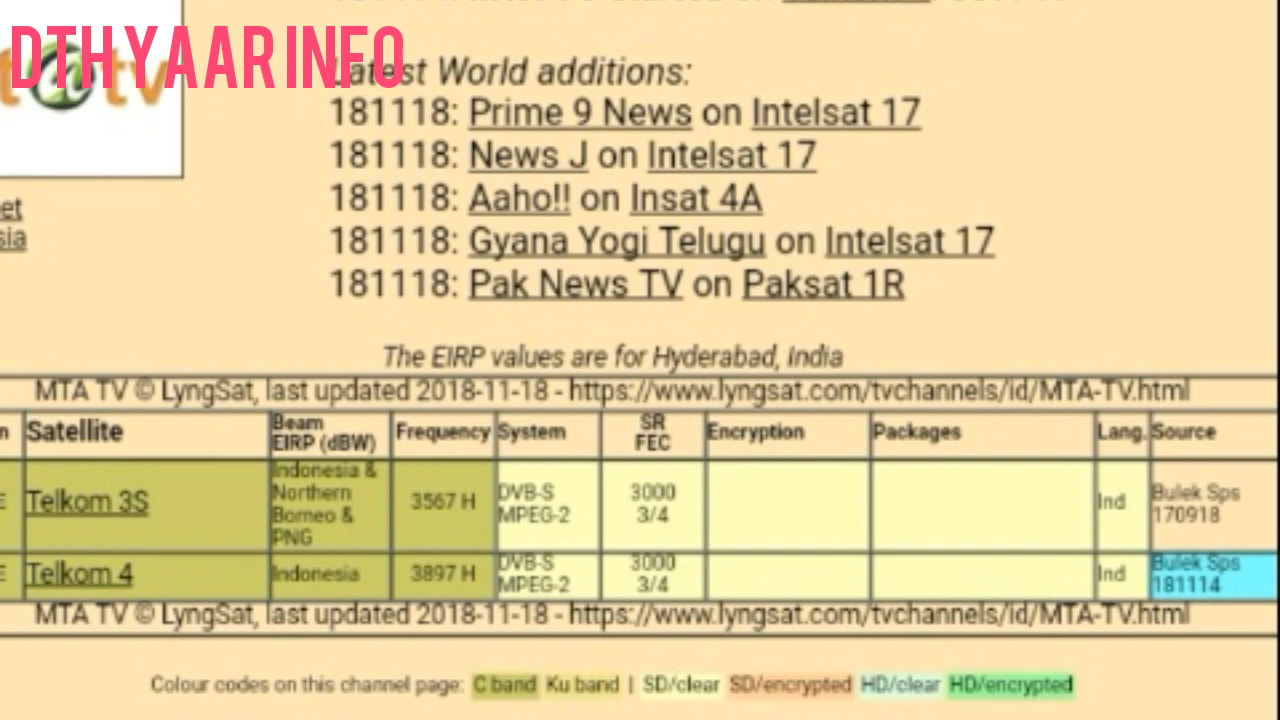 DTH YAAR INFO
t@tv
Latest World additions:
181118: Prime 9 News on Intelsat 17
181118: News J on Intelsat 17
181118: Aaho!! on Insat 4A
181118: Gyana Yogi Telugu on Intelsat 17
181118: Pak News TV on Paksat 1R
The EIRP values are for Hyderabad, India
MTA TV © LyngSat, last updated 2018-11-18 - https://www.lyngsat.com/tvchannels/id/MTA-TV.html
Satellite Beam EIRP (dBW) Frequency System SR FEC Encryption Packages Lang. Source
Telkom 3S Indonesia & Northern Borneo & PNG 3567 H DVB-S MPEG-2 3000 3/4 Ind Bulek Sps 170918
Telkom 4 Indonesia 3897 H DVB-S MPEG-2 3000 3/4 Ind Bulek Sps 181114
MTA TV © LyngSat, last updated 2018-11-18 - https://www.lyngsat.com/tvchannels/id/MTA-TV.html
Colour codes on this channel page: C band Ku band | SD/clear SD/encrypted HD/clear HD/encrypted